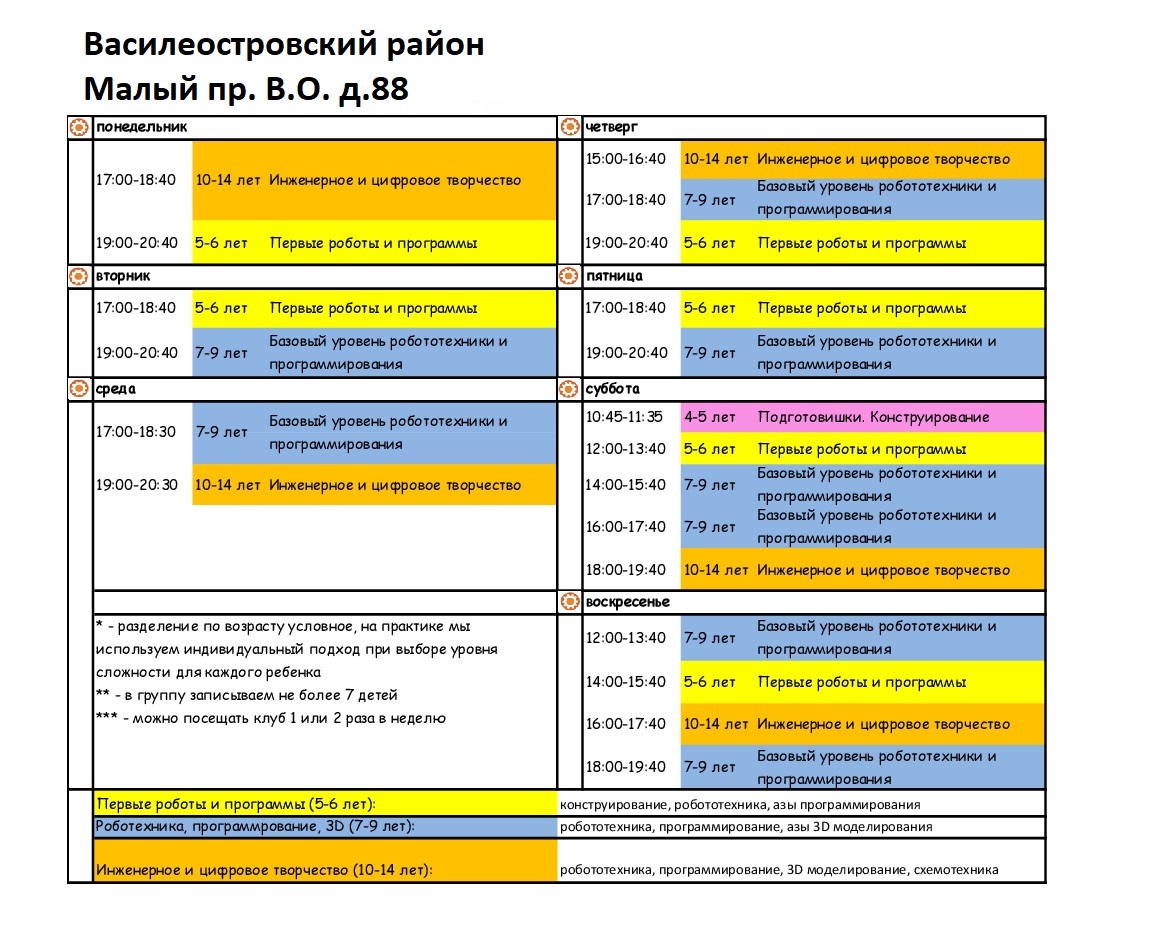 Василеостровский район
Малый пр. В.О. д.88
понедельник
17:00-18:40 10-14 лет Инженерное и цифровое творчество
19:00-20:40 5-6 лет Первые роботы и программы
вторник
17:00-18:40 5-6 лет Первые роботы и программы
19:00-20:40 7-9 лет Базовый уровень робототехники и
программирования
среда
17:00-18:30 7-9 лет Базовый уровень робототехники и
программирования
19:00-20:30 10-14 лет Инженерное и цифровое творчество
* - разделение по возрасту условное, на практике мы
используем индивидуальный подход при выборе уровня
сложности для каждого ребенка
** - в группу записываем не более 7 детей
*** - можно посещать клуб 1 или 2 раза в неделю
четверг
15:00-16:40 10-14 лет Инженерное и цифровое творчество
17:00-18:40 7-9 лет Базовый уровень робототехники и
программирования
19:00-20:40 5-6 лет Первые роботы и программы
пятница
17:00-18:40 5-6 лет Первые роботы и программы
19:00-20:40 7-9 лет Базовый уровень робототехники и
программирования
суббота
10:45-11:35 4-5 лет Подготовишки. Конструирование
12:00-13:40 5-6 лет Первые роботы и программы
14:00-15:40 7-9 лет Базовый уровень робототехники и
программирования
16:00-17:40 7-9 лет Базовый уровень робототехники и
программирования
18:00-19:40 10-14 лет Инженерное и цифровое творчество
воскресенье
12:00-13:40 7-9 лет Базовый уровень робототехники и
программирования
14:00-15:40 5-6 лет Первые роботы и программы
16:00-17:40 10-14 лет Инженерное и цифровое творчество
18:00-19:40 7-9 лет Базовый уровень робототехники и
программирования
Первые роботы и программы (5-6 лет): конструирование, робототехника, азы программирования
Роботехника, программрование, 3D (7-9 лет): робототехника, программирование, азы 3D моделирования
Инженерное и цифровое творчество (10-14 лет): робототехника, программирование, 3D моделирование, схемотехника